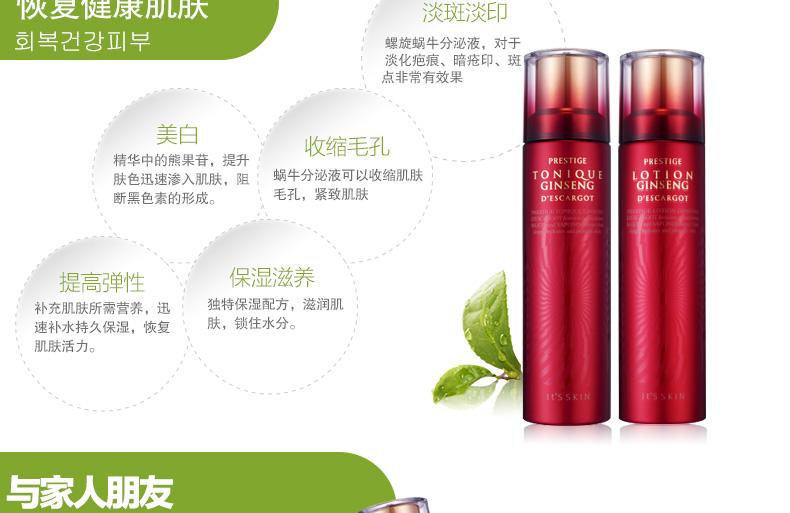 恢复健康肌肤
회복건강피부
淡斑淡印
螺旋蜗牛分泌液，对于
淡化疤痕、暗疮印、斑
点非常有效果
美白
精华中的熊果苷，提升
肤色迅速渗入肌肤，阻
断黑色素的形成。
收缩毛孔
蜗牛分泌液可以收缩肌肤
毛孔，紧致肌肤
提高弹性
补充肌肤所需营养，迅
速补水持久保湿，恢复
肌肤活力。
保湿滋养
独特保湿配方，滋润肌
肤，锁住水分。
PRESTIGE
TONIQUE
GINSENG
D'ESCARGOT
IT'S SKIN
PRESTIGE
LOTION
GINSENG
D'ESCARGOT
IT'S SKIN
与家人朋友